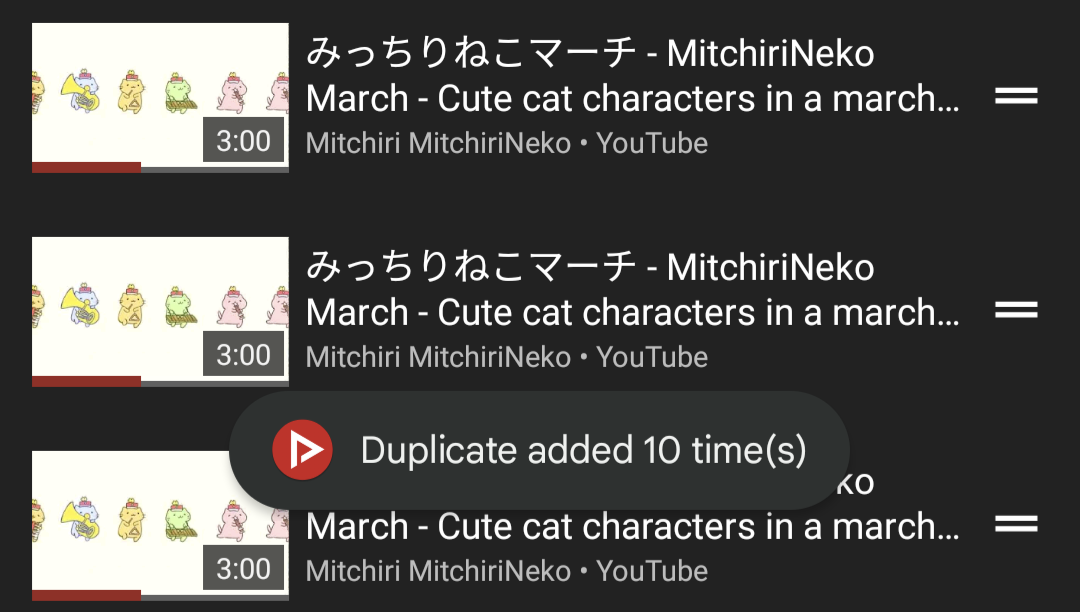 みっちりねこマーチ - MitchiriNeko
March - Cute cat characters in a march…
3:00
Mitchiri MitchiriNeko • YouTube
みっちりねこマーチ - MitchiriNeko
March - Cute cat characters in a march…
3:00
Mitchiri MitchiriNeko • YouTube
Duplicate added 10 time(s)
ko
March - Cute cat characters in a march…
3:00
Mitchiri MitchiriNeko • YouTube